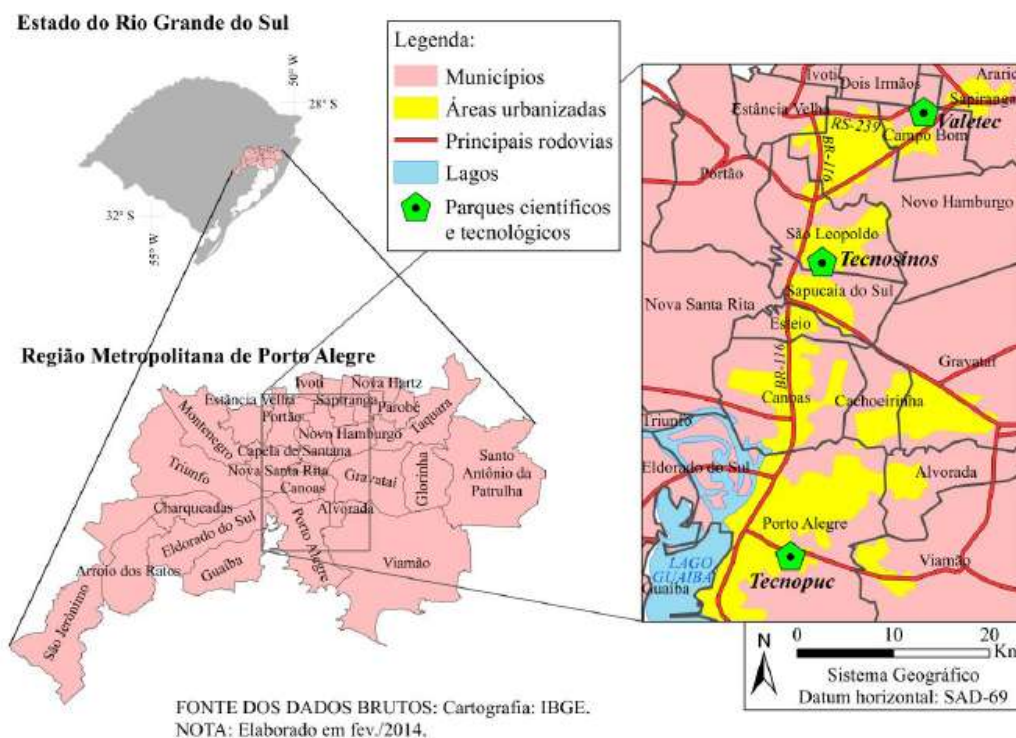 Estado do Rio Grande do Sul
50° W
28° S
32° S
55° W
Legenda:
Municípios
Áreas urbanizadas
Principais rodovias
Lagos
Parques científicos
e tecnológicos
Região Metropolitana de Porto Alegre
Ivoti
Nova Hartz
Estância Velha
Sapiranga
Portão
Parobé
Taquara
Montenegro
Novo Hamburgo
Capela de Santana
Triunfo
Nova Santa Rita
Canoas
Gravataí
Glorinha
Santo
Antônio da
Patrulha
Charqueadas
Alvorada
Eldorado do Sul
Porto Alegre
Arroio dos Ratos
Guaíba
Viamão
São Jerônimo
Ivoti
Dois Irmãos
Araric
Sapiranga
Estância Velha
RS-239
Valetec
Campo Bom
BR-116
Portão
Novo Hamburgo
São Leopoldo
Tecnosinos
Sapucaia do Sul
Nova Santa Rita
Esteio
Gravataí
BR-116
Canoas
Cachoeirinha
Triunfo
Eldorado do Sul
Alvorada
Porto Alegre
LAGO
GUAÍBA
Viamão
Guaíba
Tecnopuc
N
0 10 20
Km
Sistema Geográfico
Datum horizontal: SAD-69
FONTE DOS DADOS BRUTOS: Cartografia: IBGE.
NOTA: Elaborado em fev./2014.